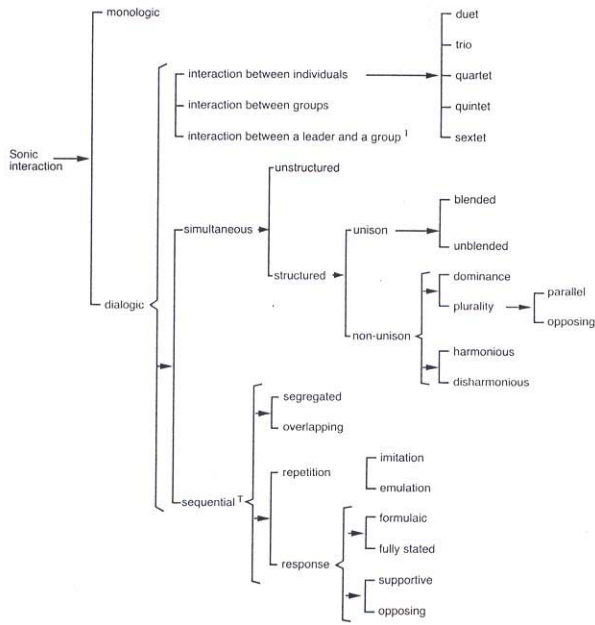 monologic
duet
trio
interaction between individuals
quartet
interaction between groups
quintet
interaction between a leader and a group I
sextet
Sonic
interaction
unstructured
blended
simultaneous
unison
unblended
structured
dominance
parallel
dialogic
plurality
opposing
non-unison
harmonious
disharmonious
segregated
overlapping
imitation
repetition
emulation
sequential T
formulaic
fully stated
response
supportive
opposing